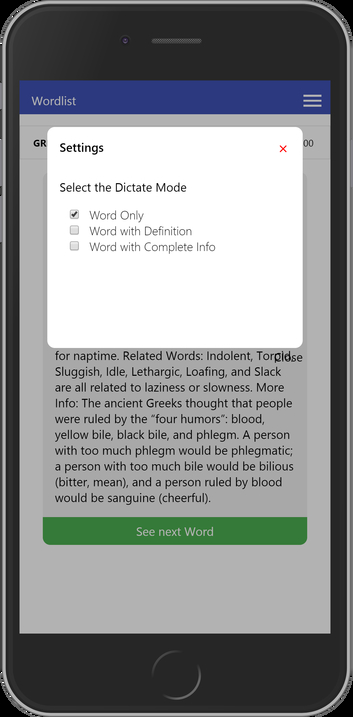 Wordlist
GR 00
Settings ×
Select the Dictate Mode
Word Only
Word with Definition
Word with Complete Info
for naptime. Related Words: Indolent, Torpid,
Close
Sluggish, Idle, Lethargic, Loafing, and Slack
are all related to laziness or slowness. More
Info: The ancient Greeks thought that people
were ruled by the “four humors”: blood,
yellow bile, black bile, and phlegm. A person
with too much phlegm would be phlegmatic;
a person with too much bile would be bilious
(bitter, mean), and a person ruled by blood
would be sanguine (cheerful).
See next Word